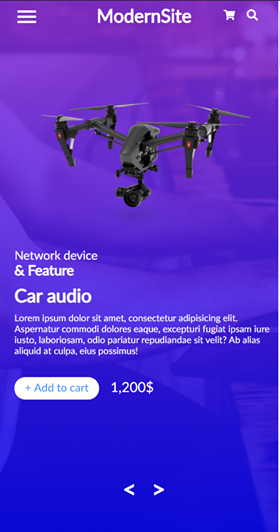 ModernSite
Network device
& Feature
Car audio
Lorem ipsum dolor sit amet, consectetur adipisicing elit.
Aspernatur commodi dolores eaque, excepturi fugiat ipsam iure
iusto, laboriosam, odio pariatur repudiandae sit velit? Ab alias
aliquid at culpa, eius possimus!
+ Add to cart 1,200$
< >